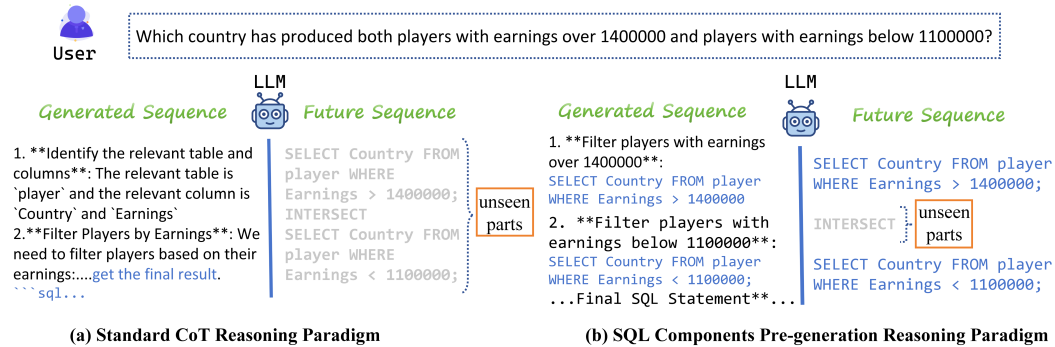 User
Which country has produced both players with earnings over 1400000 and players with earnings below 1100000?
LLM
Generated Sequence
Future Sequence
1. **Identify the relevant table and
columns**: The relevant table is
`player` and the relevant column is
`Country` and `Earnings`
2.**Filter Players by Earnings**: We
need to filter players based on their
earnings:....get the final result.
```sql...
SELECT Country FROM
player WHERE
Earnings > 1400000;
INTERSECT
SELECT Country FROM
player WHERE
Earnings < 1100000;
unseen
parts
(a) Standard CoT Reasoning Paradigm
LLM
Generated Sequence
Future Sequence
1. **Filter players with earnings
over 1400000**:
SELECT Country FROM player
WHERE Earnings > 1400000
2. **Filter players with
earnings below 1100000**:
SELECT Country FROM player
WHERE Earnings < 1100000;
...Final SQL Statement**...
SELECT Country FROM player
WHERE Earnings > 1400000;
INTERSECT
unseen
parts
SELECT Country FROM player
WHERE Earnings < 1100000;
(b) SQL Components Pre-generation Reasoning Paradigm